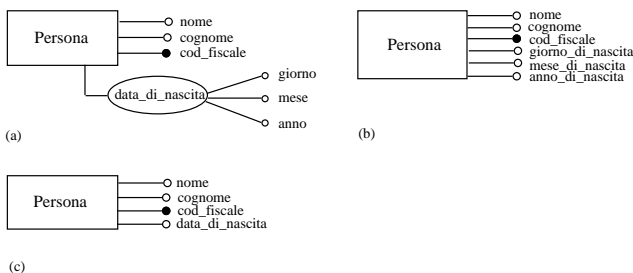 Persona
nome
cognome
cod_fiscale
data_di_nascita
giorno
mese
anno
(a)
Persona
nome
cognome
cod_fiscale
giorno_di_nascita
mese_di_nascita
anno_di_nascita
(b)
Persona
nome
cognome
cod_fiscale
data_di_nascita
(c)